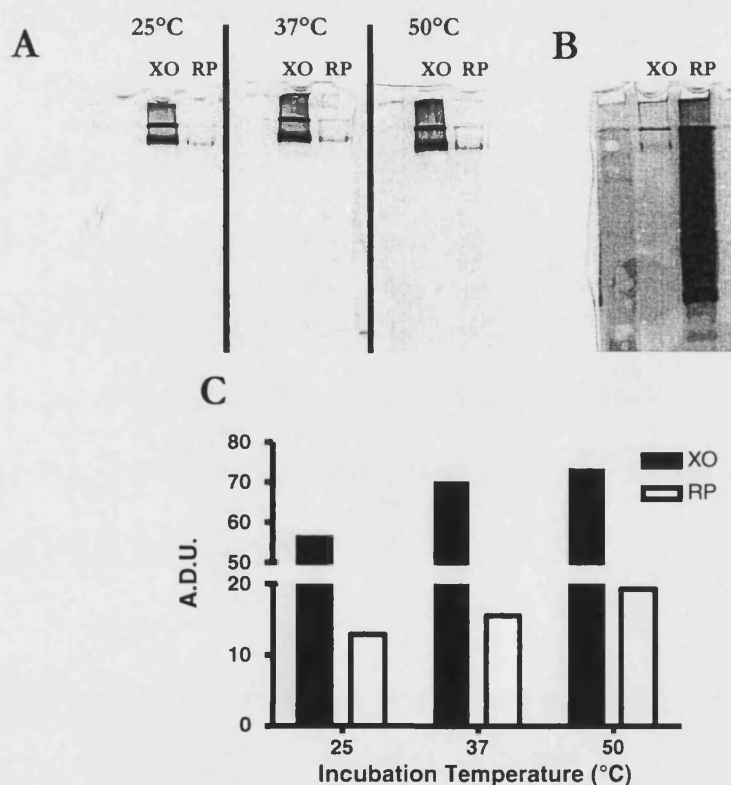 A
25°C
37°C
50°C
B
XO RP
XO RP
XO RP
XO RP
C
80
70
60
50
20
10
0
A.D.U.
XO
RP
25
37
50
Incubation Temperature (°C)